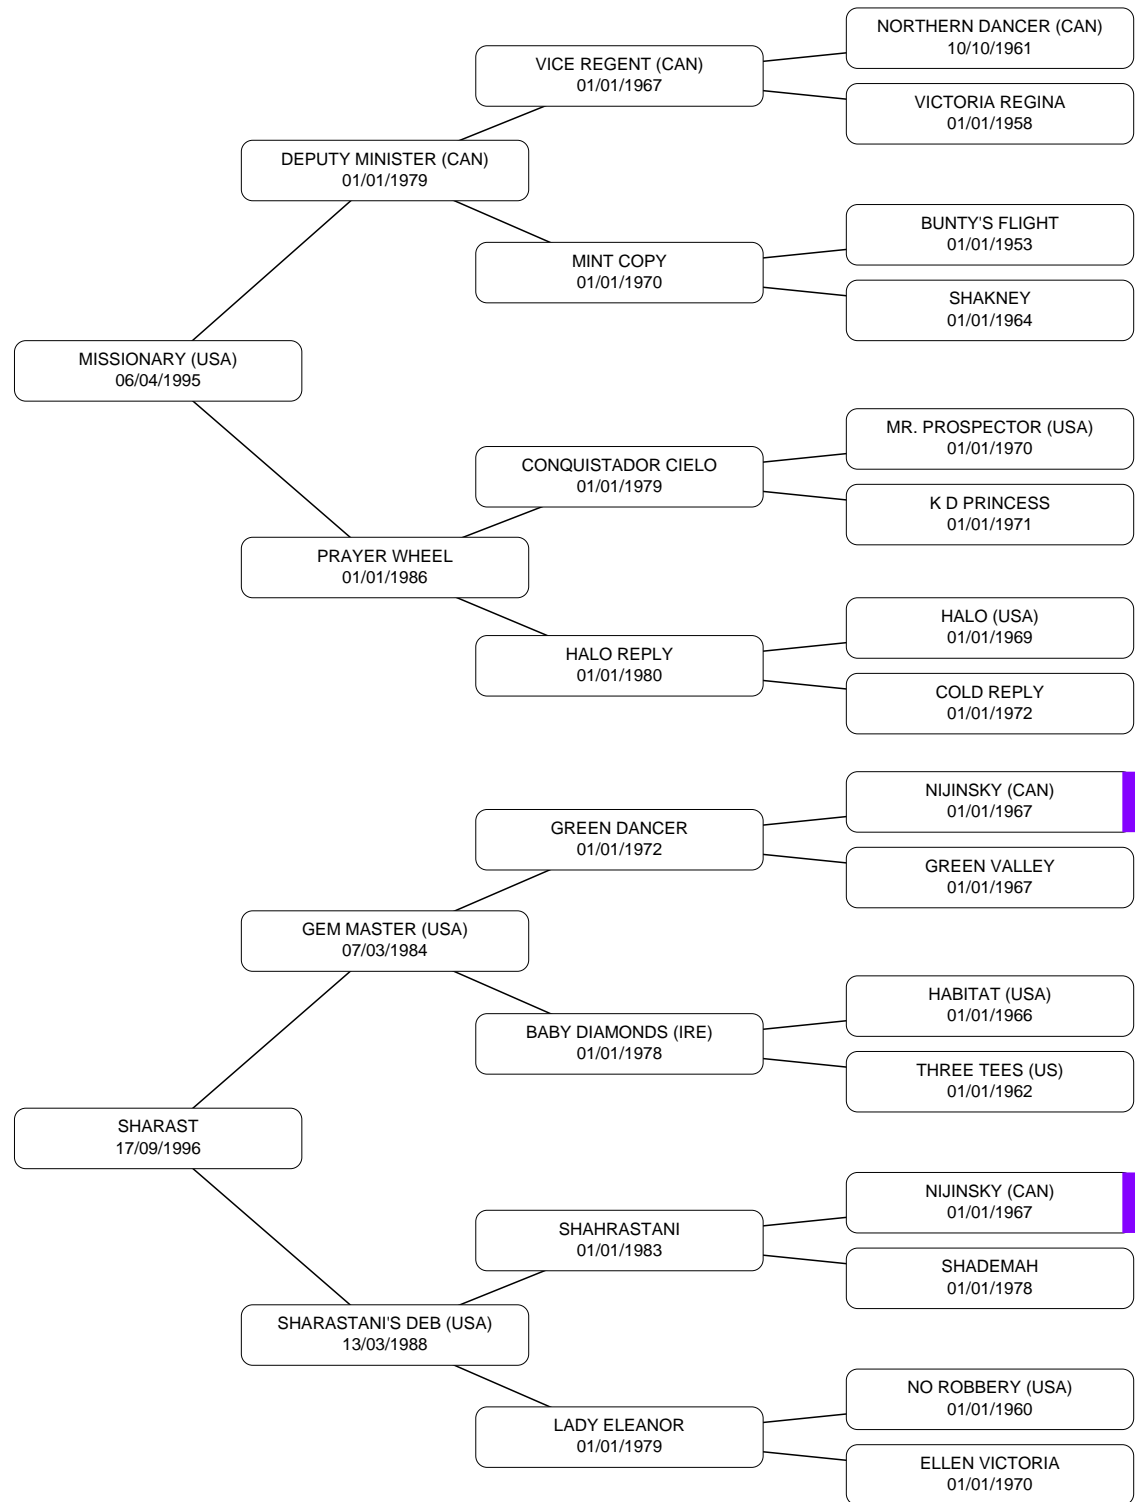 NORTHERN DANCER (CAN)
10/10/1961
VICE REGENT (CAN)
01/01/1967
VICTORIA REGINA
01/01/1958
DEPUTY MINISTER (CAN)
01/01/1979
BUNTY'S FLIGHT
01/01/1953
MINT COPY
01/01/1970
SHAKNEY
01/01/1964
MISSIONARY (USA)
06/04/1995
MR. PROSPECTOR (USA)
01/01/1970
CONQUISTADOR CIELO
01/01/1979
K D PRINCESS
01/01/1971
PRAYER WHEEL
01/01/1986
HALO (USA)
01/01/1969
HALO REPLY
01/01/1980
COLD REPLY
01/01/1972
NIJINSKY (CAN)
01/01/1967
GREEN DANCER
01/01/1972
GREEN VALLEY
01/01/1967
GEM MASTER (USA)
07/03/1984
HABITAT (USA)
01/01/1966
BABY DIAMONDS (IRE)
01/01/1978
THREE TEES (US)
01/01/1962
SHARAST
17/09/1996
NIJINSKY (CAN)
01/01/1967
SHAHRASTANI
01/01/1983
SHADEMAH
01/01/1978
SHARASTANI'S DEB (USA)
13/03/1988
NO ROBBERY (USA)
01/01/1960
LADY ELEANOR
01/01/1979
ELLEN VICTORIA
01/01/1970